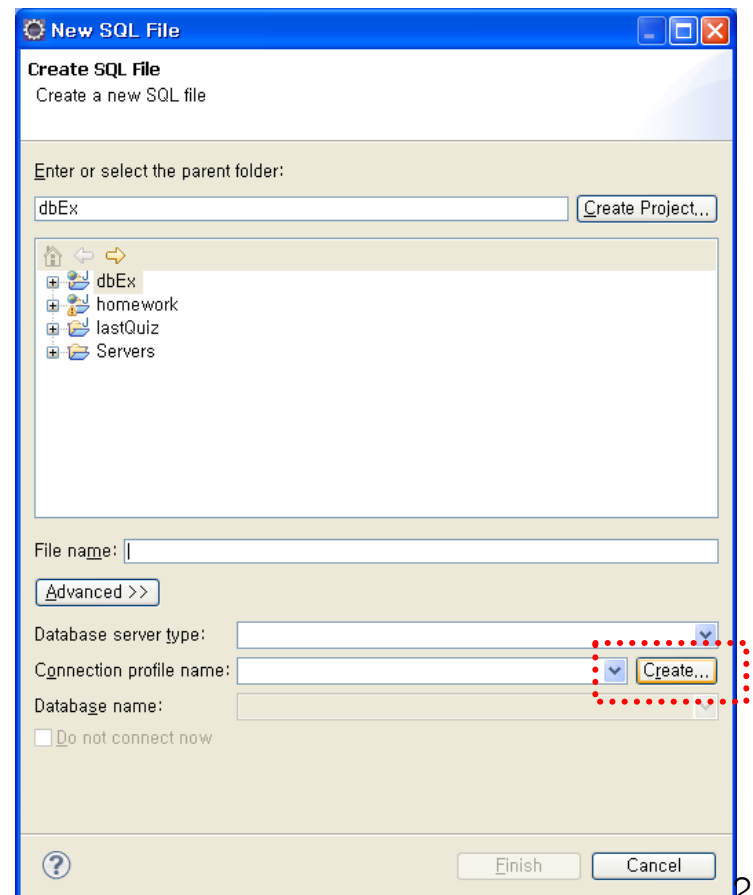 New SQL File
Create SQL File
Create a new SQL file
Enter or select the parent folder:
dbEx Create Project...
dbEx
homework
lastQuiz
Servers
File name:
Advanced >>
Database server type:
Connection profile name: Create...
Database name:
Do not connect now
Finish Cancel
2